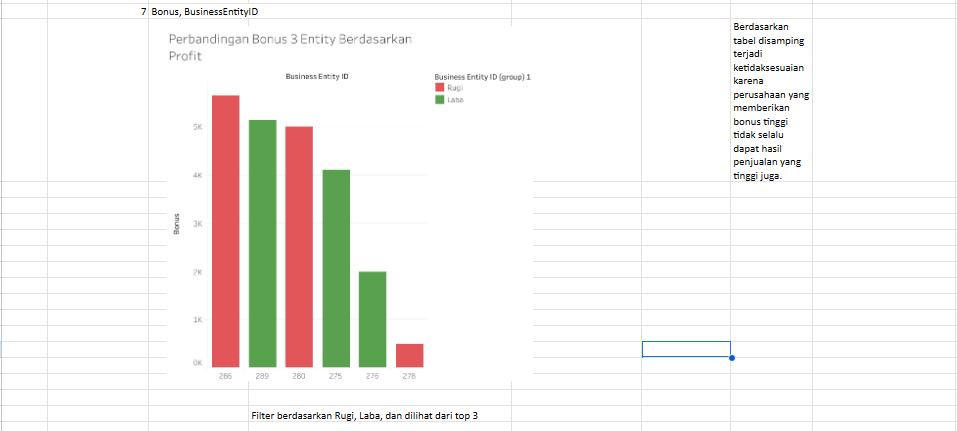 7 Bonus, BusinessEntityID
Perbandingan Bonus 3 Entity Berdasarkan
Profit
Business Entity ID
Business Entity ID (group) 1
Rugi
Laba
5K
4K
3K
2K
1K
0K
Bonus
286 289 280 275 276 278
Filter berdasarkan Rugi, Laba, dan dilihat dari top 3
Berdasarkan
tabel disamping
terjadi
ketidaksesuaian
karena
perusahaan yang
memberikan
bonus tinggi
tidak selalu
dapat hasil
penjualan yang
tinggi juga.